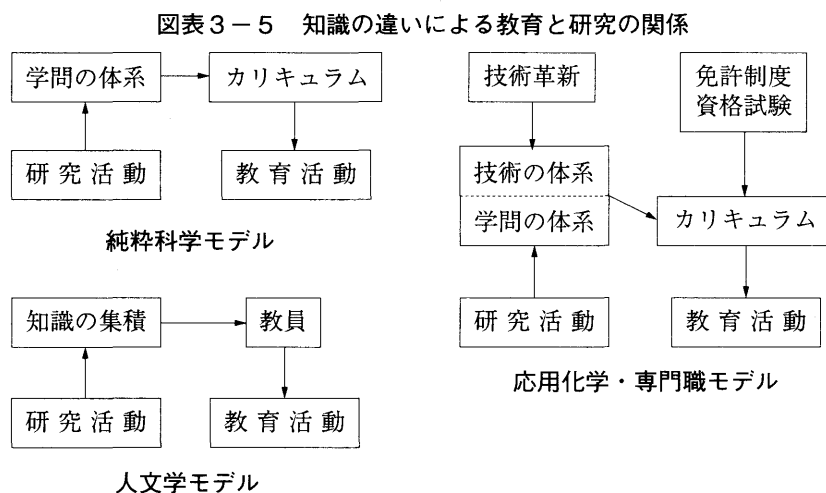 図表3-5 知識の違いによる教育と研究の関係
学問の体系
カリキュラム
研究活動
教育活動
純粋科学モデル
知識の集積
教員
研究活動
教育活動
人文学モデル
技術革新
免許制度
資格試験
技術の体系
学問の体系
カリキュラム
研究活動
教育活動
応用化学・専門職モデル